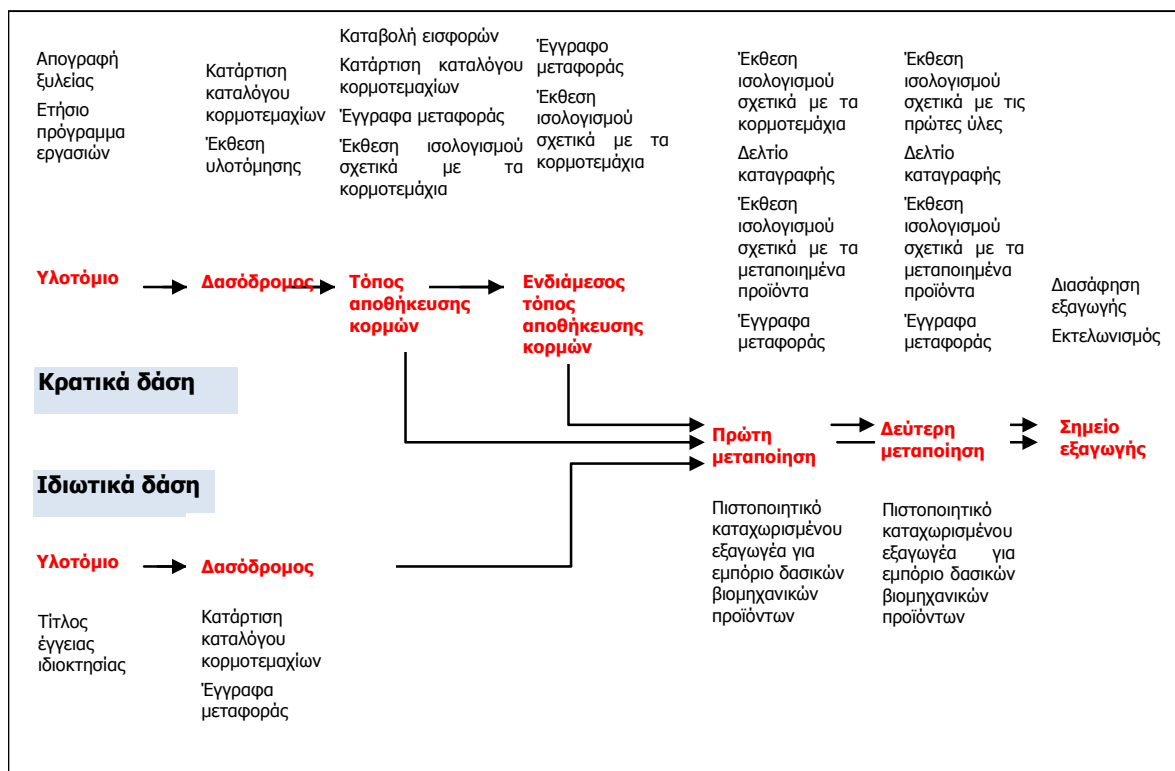 Απογραφή
ξυλείας
Ετήσιο
πρόγραμμα
εργασιών
Κατάρτιση
καταλόγου
κορμοτεμαχίων
Έκθεση
υλοτόμησης
Καταβολή εισφορών
Κατάρτιση καταλόγου
κορμοτεμαχίων
Έγγραφα μεταφοράς
Έκθεση ισολογισμού
σχετικά με τα
κορμοτεμάχια
Έγγραφο
μεταφοράς
Έκθεση
ισολογισμού
σχετικά με τα
κορμοτεμάχια
Έκθεση
ισολογισμού
σχετικά με τα
κορμοτεμάχια
Δελτίο
καταγραφής
Έκθεση
ισολογισμού
σχετικά με τα
μεταποιημένα
προϊόντα
Έγγραφα
μεταφοράς
Έκθεση
ισολογισμού
σχετικά με τις
πρώτες ύλες
Δελτίο
καταγραφής
Έκθεση
ισολογισμού
σχετικά με τα
μεταποιημένα
προϊόντα
Έγγραφα
μεταφοράς
Διασάφηση
εξαγωγής
Εκτελωνισμός
Υλοτόμιο
Δασόδρομος
Τόπος
αποθήκευσης
κορμών
Ενδιάμεσος
τόπος
αποθήκευσης
κορμών
Κρατικά δάση
Πρώτη
μεταποίηση
Δεύτερη
μεταποίηση
Σημείο
εξαγωγής
Ιδιωτικά δάση
Πιστοποιητικό
καταχωρισμένου
εξαγωγέα για
εμπόριο δασικών
βιομηχανικών
προϊόντων
Πιστοποιητικό
καταχωρισμένου
εξαγωγέα για
εμπόριο δασικών
βιομηχανικών
προϊόντων
Υλοτόμιο
Δασόδρομος
Τίτλος
έγγειας
ιδιοκτησίας
Κατάρτιση
καταλόγου
κορμοτεμαχίων
Έγγραφα
μεταφοράς